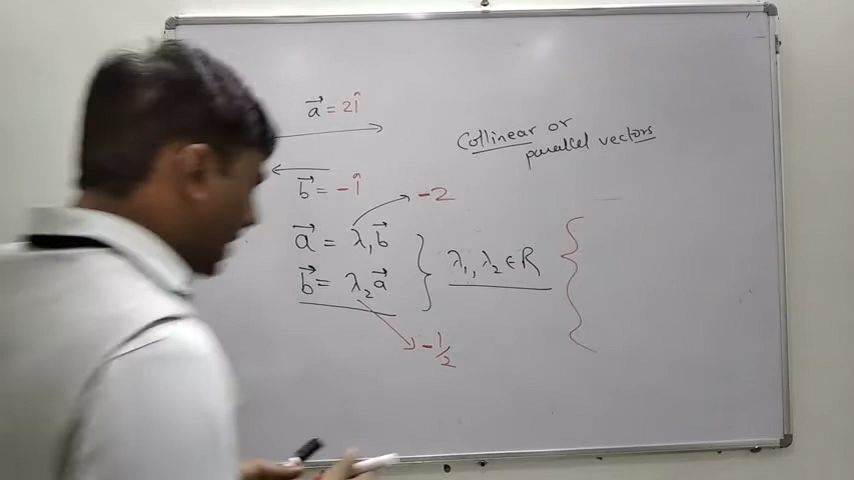 a⃗ = 2î
Collinear or
parallel vectors
b⃗ = -î
-2
a⃗ = λ₁b⃗
b⃗ = λ₂a⃗
λ₁, λ₂ ∈ R
-1/2